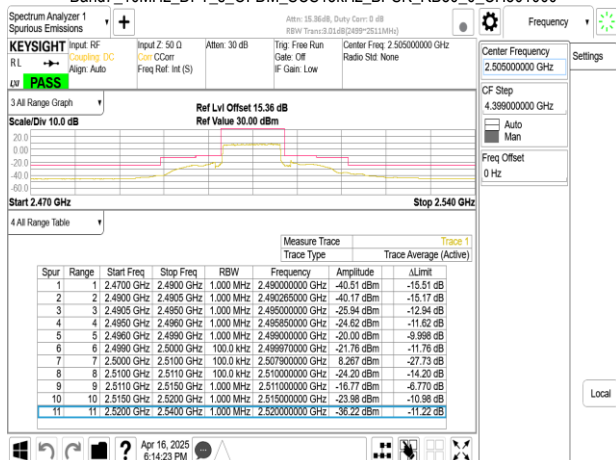 Spectrum Analyzer 1
Spurious Emissions
Attn: 15.36dB, Duty Corr: 0 dB
RBW Trans:3.01dB(2499*2511MHz)
Frequency
KEYSIGHT
RL
PASS
Input: RF
Coupling: DC
Align: Auto
Input Z: 50 Ω
Corr CCorr
Freq Ref: Int (S)
Atten: 30 dB
Trig: Free Run
Gate: Off
IF Gain: Low
Center Freq: 2.505000000 GHz
Radio Std: None
Center Frequency
2.505000000 GHz
Settings
CF Step
4.399000000 GHz
Auto
Man
Freq Offset
0 Hz
Local
3 All Range Graph
Scale/Div 10.0 dB
Ref Lvl Offset 15.36 dB
Ref Value 30.00 dBm
20.0
0.00
-20.0
-40.0
-60.0
Start 2.470 GHz
Stop 2.540 GHz
4 All Range Table
Measure Trace Trace 1
Trace Type Trace Average (Active)
Spur Range Start Freq Stop Freq RBW Frequency Amplitude ΔLimit
1 1 2.4700 GHz 2.4900 GHz 1.000 MHz 2.490000000 GHz -40.51 dBm -15.51 dB
2 2 2.4900 GHz 2.4905 GHz 1.000 MHz 2.490265000 GHz -40.17 dBm -15.17 dB
3 3 2.4905 GHz 2.4950 GHz 1.000 MHz 2.495000000 GHz -25.94 dBm -12.94 dB
4 4 2.4950 GHz 2.4960 GHz 1.000 MHz 2.495850000 GHz -24.62 dBm -11.62 dB
5 5 2.4960 GHz 2.4990 GHz 1.000 MHz 2.499000000 GHz -20.00 dBm -9.998 dB
6 6 2.4990 GHz 2.5000 GHz 100.0 kHz 2.499970000 GHz -21.76 dBm -11.76 dB
7 7 2.5000 GHz 2.5100 GHz 100.0 kHz 2.507900000 GHz 8.267 dBm -27.73 dB
8 8 2.5100 GHz 2.5110 GHz 100.0 kHz 2.510000000 GHz -24.20 dBm -14.20 dB
9 9 2.5110 GHz 2.5150 GHz 1.000 MHz 2.511000000 GHz -16.77 dBm -6.770 dB
10 10 2.5150 GHz 2.5200 GHz 1.000 MHz 2.515000000 GHz -23.98 dBm -10.98 dB
11 11 2.5200 GHz 2.5400 GHz 1.000 MHz 2.520000000 GHz -36.22 dBm -11.22 dB
Apr 16, 2025
6:14:23 PM